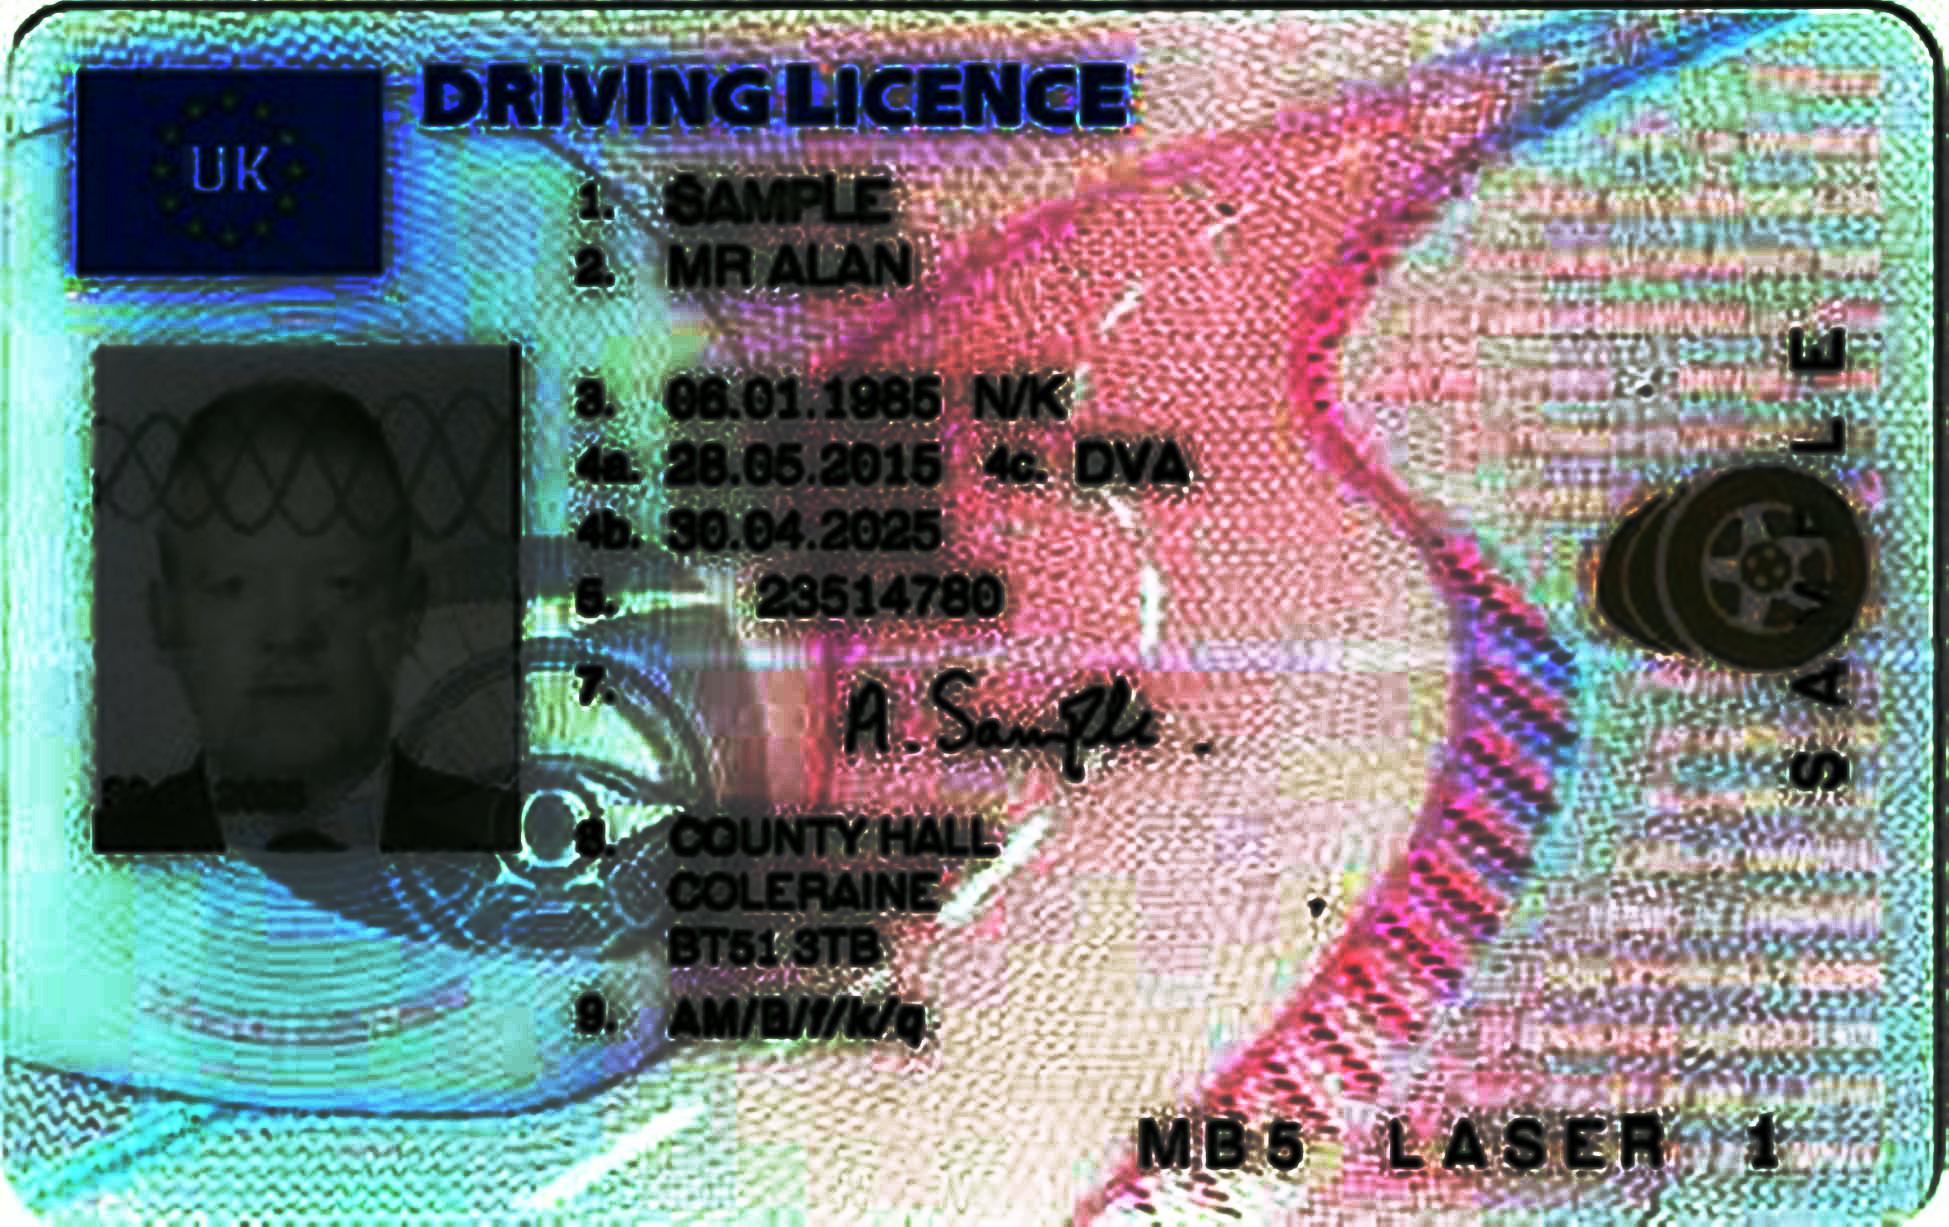 UK
DRIVING LICENCE
1. SAMPLE
2. MR ALAN
3. 06.01.1985 N/K
4a. 28.05.2015 4c. DVA
4b. 30.04.2025
5. 23514780
7. A. Sample.
8. COUNTY HALL
COLERAINE
BT51 3TB
9. AM/B/f/k/q
SAMPLE
MB5 LASER 1